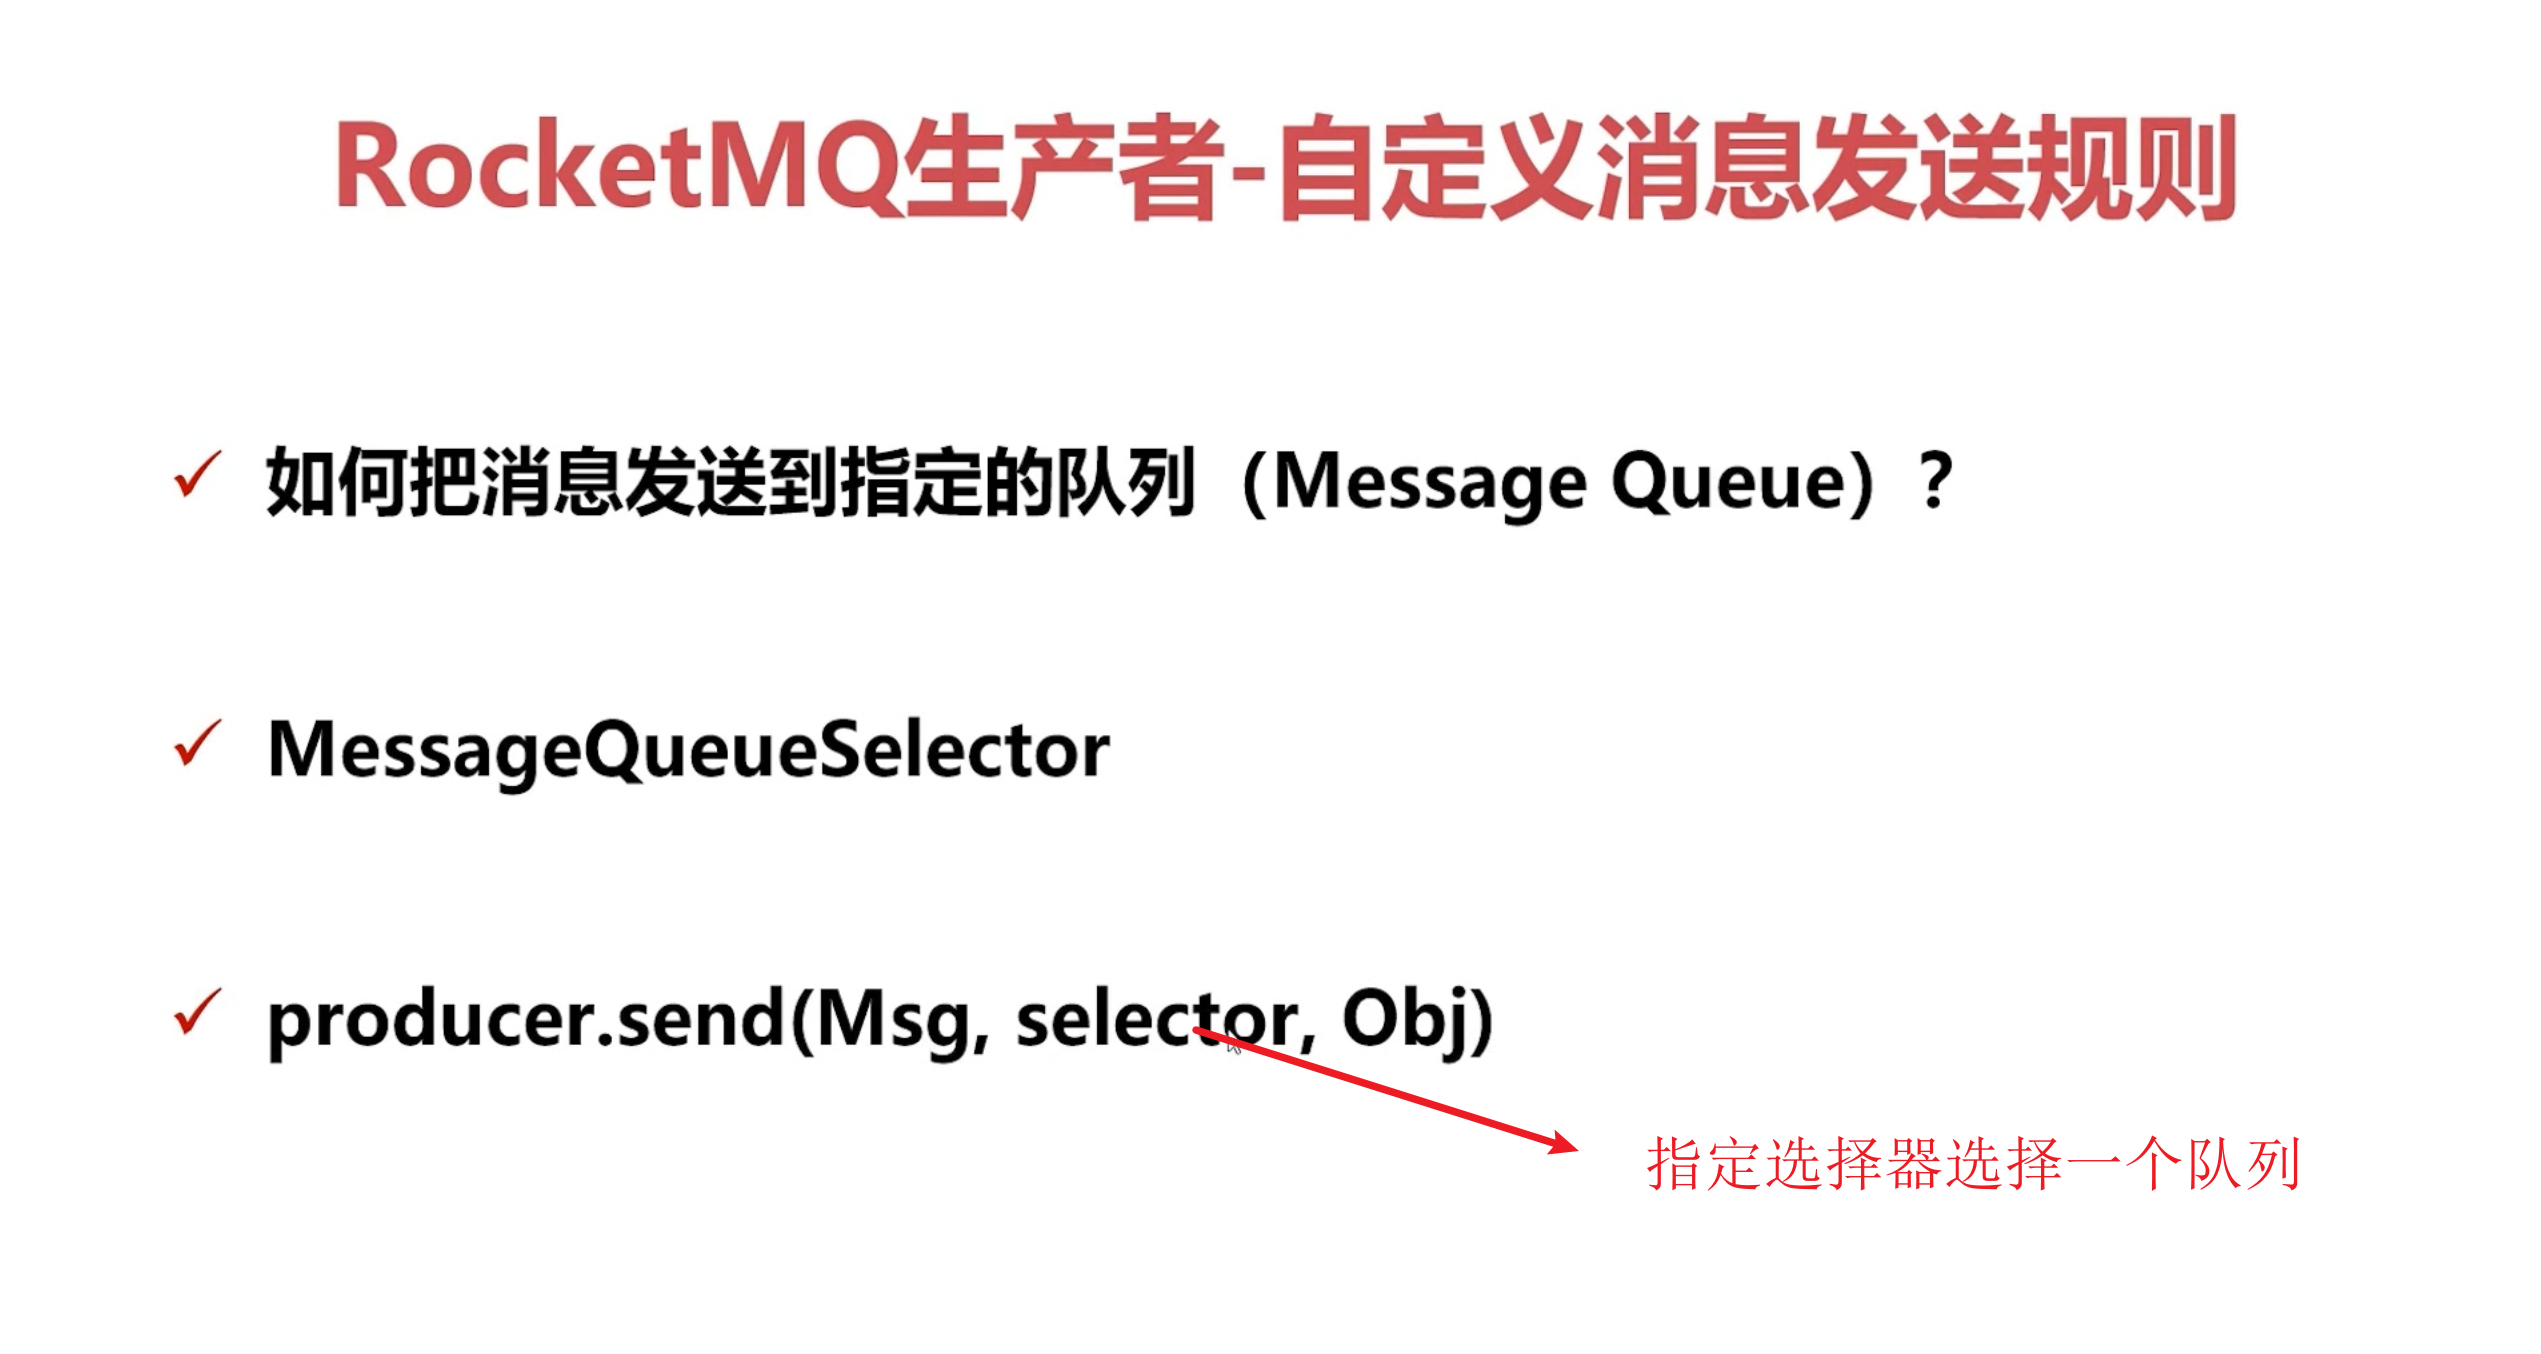 RocketMQ生产者-自定义消息发送规则
如何把消息发送到指定的队列（Message Queue）？
MessageQueueSelector
producer.send(Msg, selector, Obj)
指定选择器选择一个队列